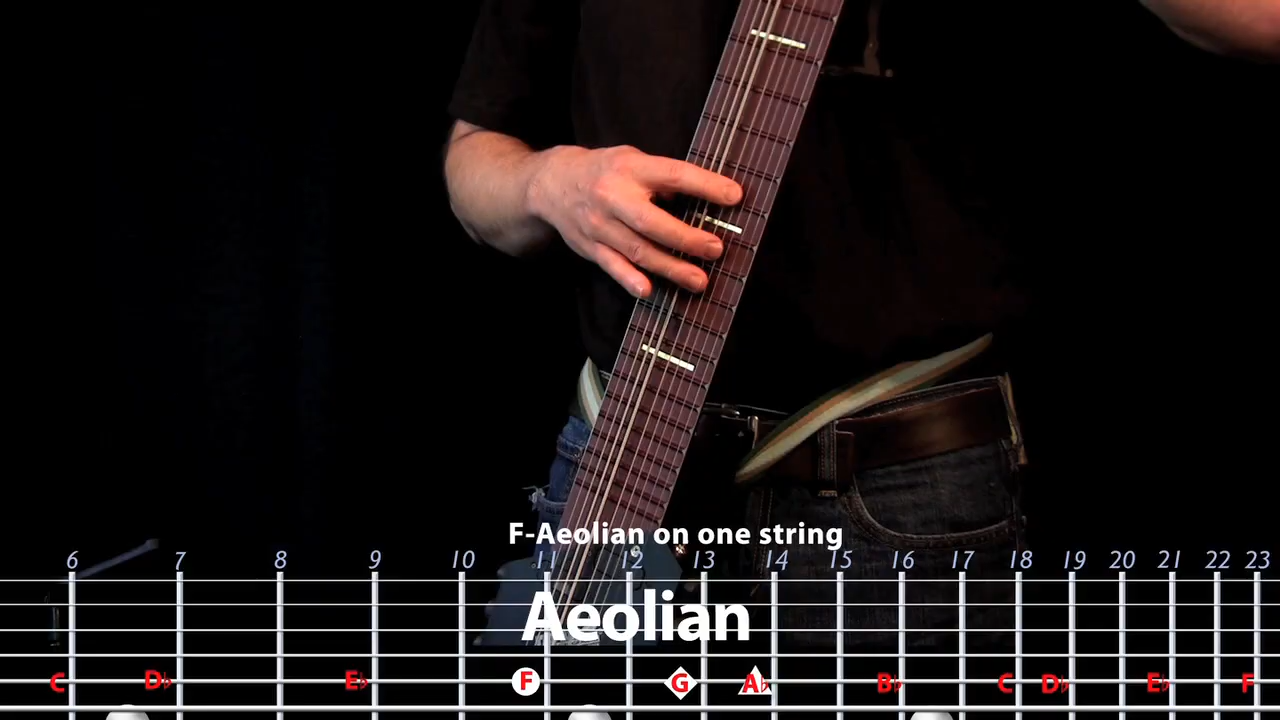 F-Aeolian on one string
6 7 8 9 10 11 12 13 14 15 16 17 18 19 20 21 22 23
Aeolian
C D♭ E♭ F G A♭ B♭ C D♭ E♭ F